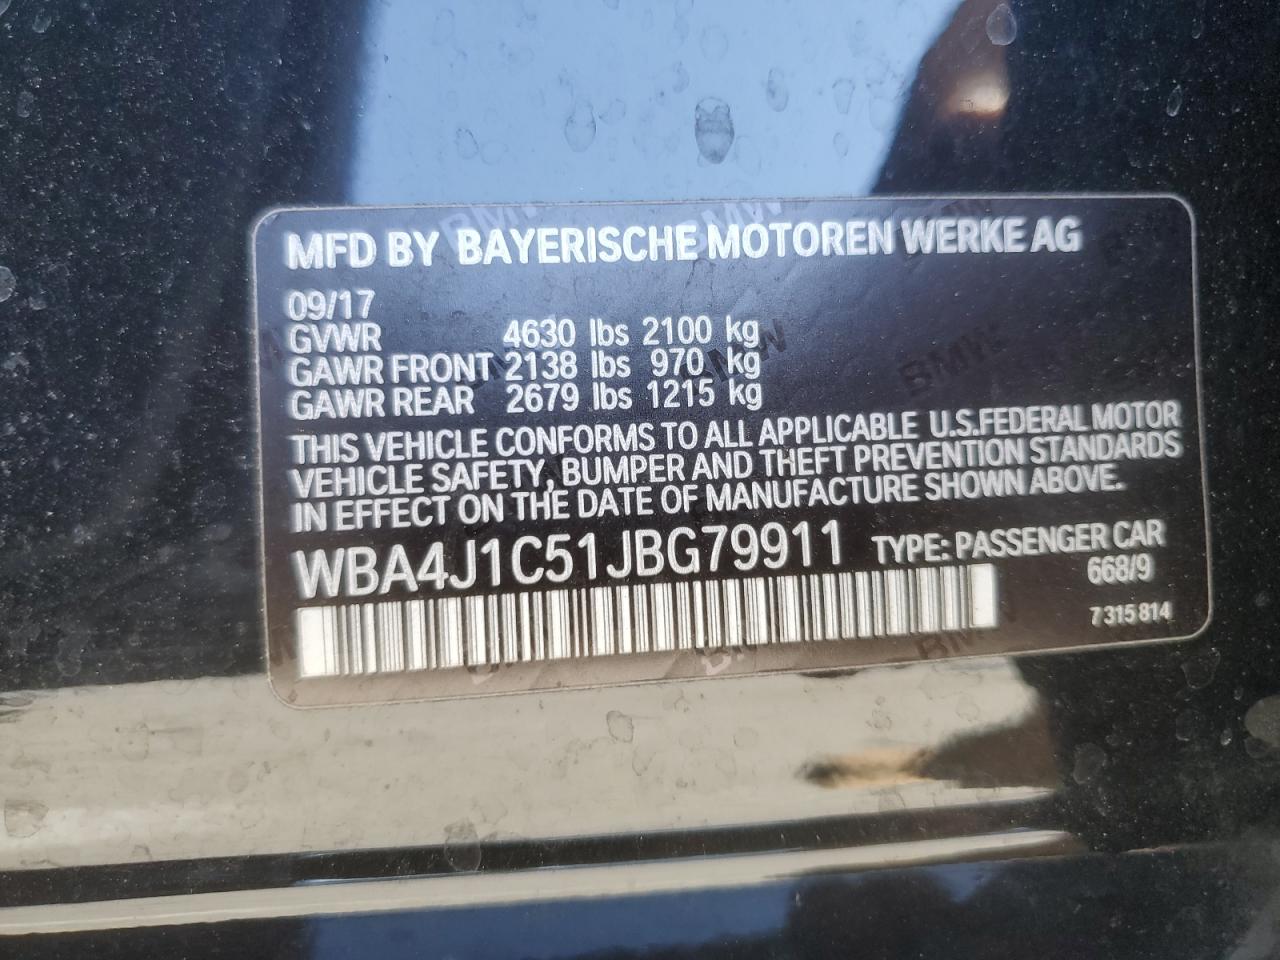 MFD BY BAYERISCHE MOTOREN WERKE AG
09/17
GVWR 4630 lbs 2100 kg
GAWR FRONT 2138 lbs 970 kg
GAWR REAR 2679 lbs 1215 kg
THIS VEHICLE CONFORMS TO ALL APPLICABLE U.S.FEDERAL MOTOR
VEHICLE SAFETY, BUMPER AND THEFT PREVENTION STANDARDS
IN EFFECT ON THE DATE OF MANUFACTURE SHOWN ABOVE.
WBA4J1C51JBG79911 TYPE: PASSENGER CAR
668/9
7 315 814